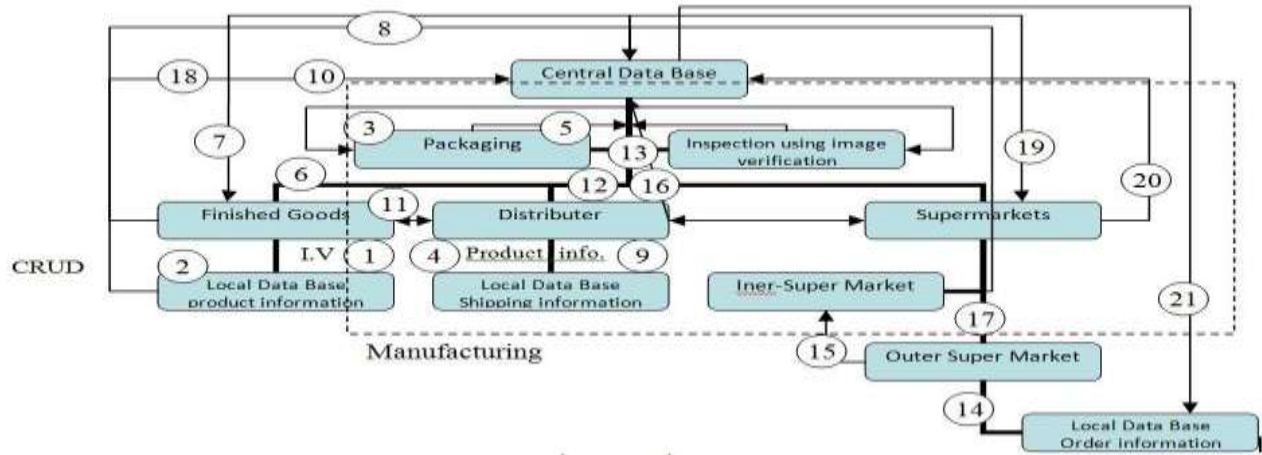 8
18
10
Central Data Base
3
5
7
Packaging
13
Inspection using image
verification
19
6
12
16
20
Finished Goods
11
Distributer
Supermarkets
I.V
1
4
Product info.
9
CRUD
2
Local Data Base
product information
Local Data Base
Shipping information
Iner-Super Market
21
17
Manufacturing
15
Outer Super Market
14
Local Data Base
Order information